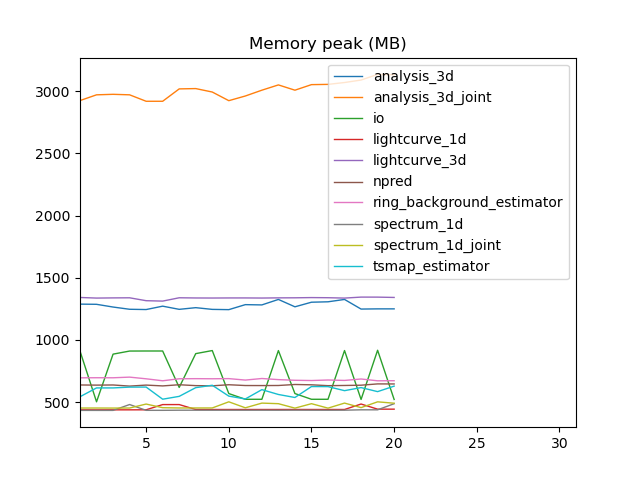 Memory peak (MB)
3000
2500
2000
1500
1000
500
5
10
15
20
25
30
analysis_3d
analysis_3d_joint
io
lightcurve_1d
lightcurve_3d
npred
ring_background_estimator
spectrum_1d
spectrum_1d_joint
tsmap_estimator